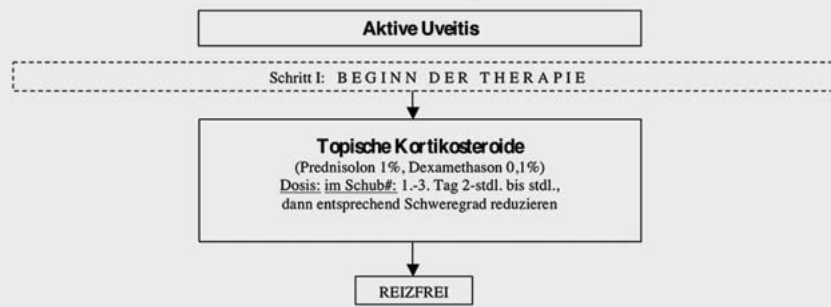 Aktive Uveitis
Schritt I: BEGINN DER THERAPIE
Topische Kortikosteroide
(Prednisolon 1%, Dexamethason 0,1%)
Dosis: im Schub#: 1.-3. Tag 2-stdl. bis stdl.,
dann entsprechend Schweregrad reduzieren
REIZFREI